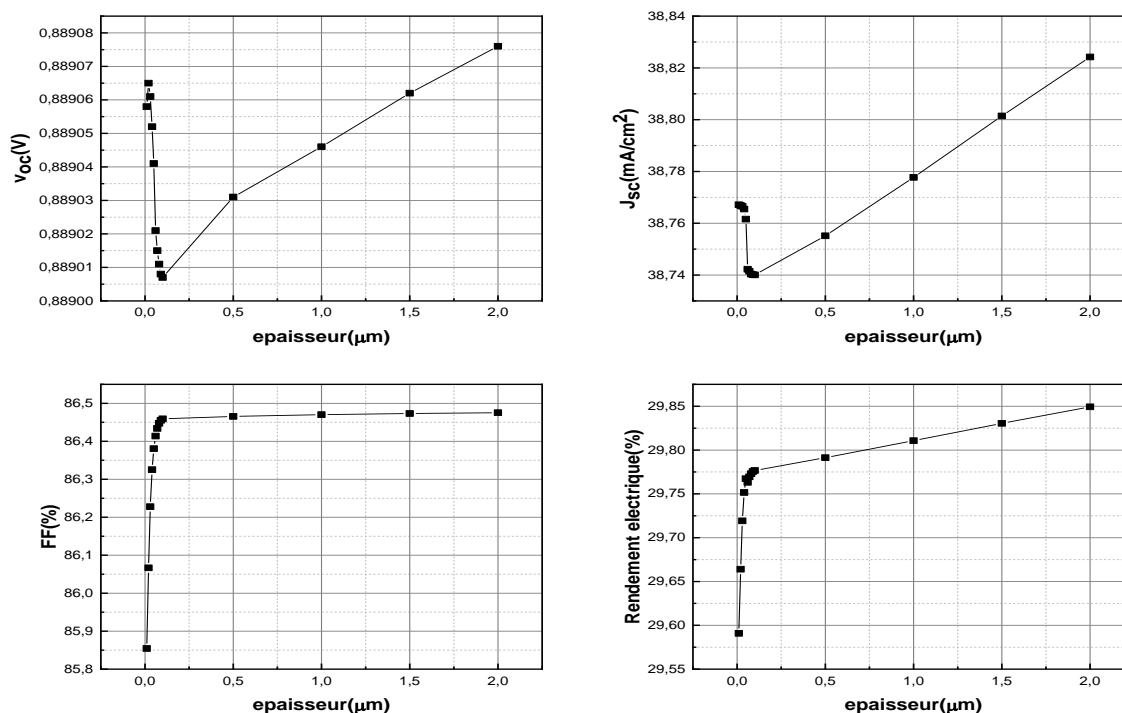 0,88908
0,88907
0,88906
0,88905
0,88904
0,88903
0,88902
0,88901
0,88900
v_OC(V)
0,0 0,5 1,0 1,5 2,0
epaisseur(μm)
38,84
38,82
38,80
38,78
38,76
38,74
J_SC(mA/cm²)
0,0 0,5 1,0 1,5 2,0
epaisseur(μm)
86,5
86,4
86,3
86,2
86,1
86,0
85,9
85,8
FF(%)
0,0 0,5 1,0 1,5 2,0
epaisseur(μm)
29,85
29,80
29,75
29,70
29,65
29,60
29,55
Rendement electrique(%)
0,0 0,5 1,0 1,5 2,0
epaisseur(μm)